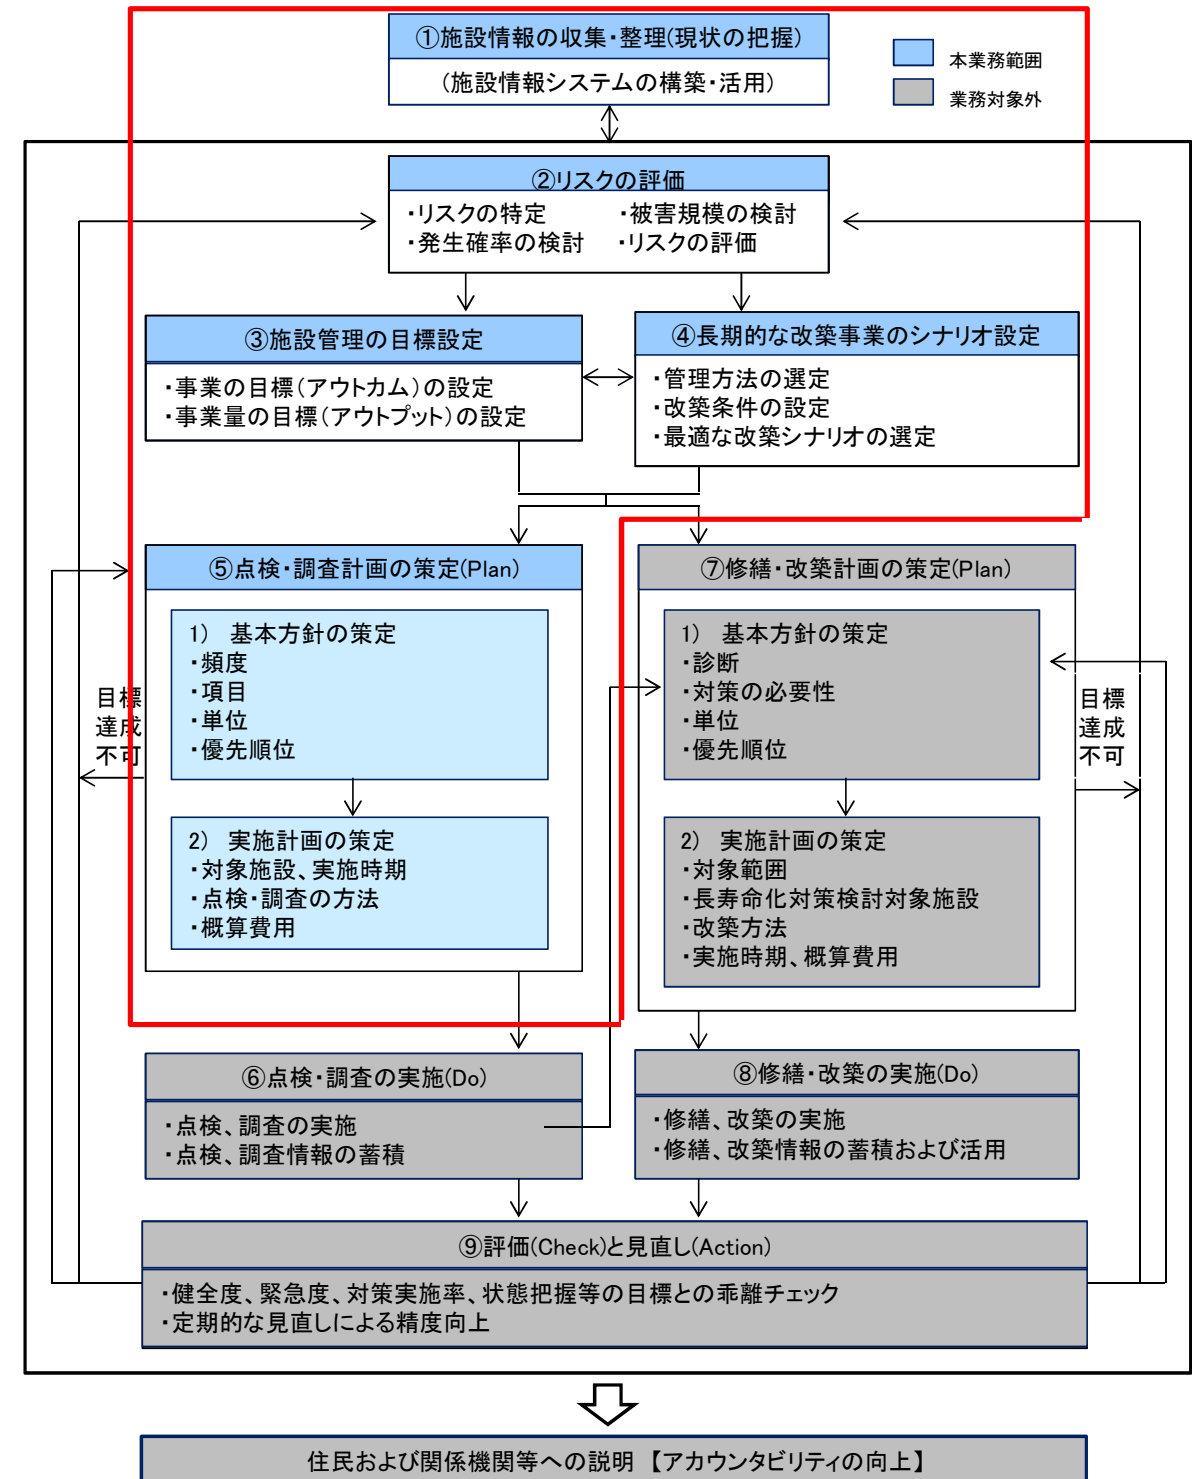 ①施設情報の収集・整理(現状の把握)
(施設情報システムの構築・活用)
本業務範囲
業務対象外
②リスクの評価
・リスクの特定 ・被害規模の検討
・発生確率の検討 ・リスクの評価
③施設管理の目標設定
・事業の目標(アウトカム)の設定
・事業量の目標(アウトプット)の設定
④長期的な改築事業のシナリオ設定
・管理方法の選定
・改築条件の設定
・最適な改築シナリオの選定
⑤点検・調査計画の策定(Plan)
1) 基本方針の策定
・頻度
・項目
・単位
・優先順位
2) 実施計画の策定
・対象施設、実施時期
・点検・調査の方法
・概算費用
目標
達成
不可
⑦修繕・改築計画の策定(Plan)
1) 基本方針の策定
・診断
・対策の必要性
・単位
・優先順位
2) 実施計画の策定
・対象範囲
・長寿命化対策検討対象施設
・改築方法
・実施時期、概算費用
目標
達成
不可
⑥点検・調査の実施(Do)
・点検、調査の実施
・点検、調査情報の蓄積
⑧修繕・改築の実施(Do)
・修繕、改築の実施
・修繕、改築情報の蓄積および活用
⑨評価(Check)と見直し(Action)
・健全度、緊急度、対策実施率、状態把握等の目標との乖離チェック
・定期的な見直しによる精度向上
住民および関係機関等への説明 【アカウンタビリティの向上】